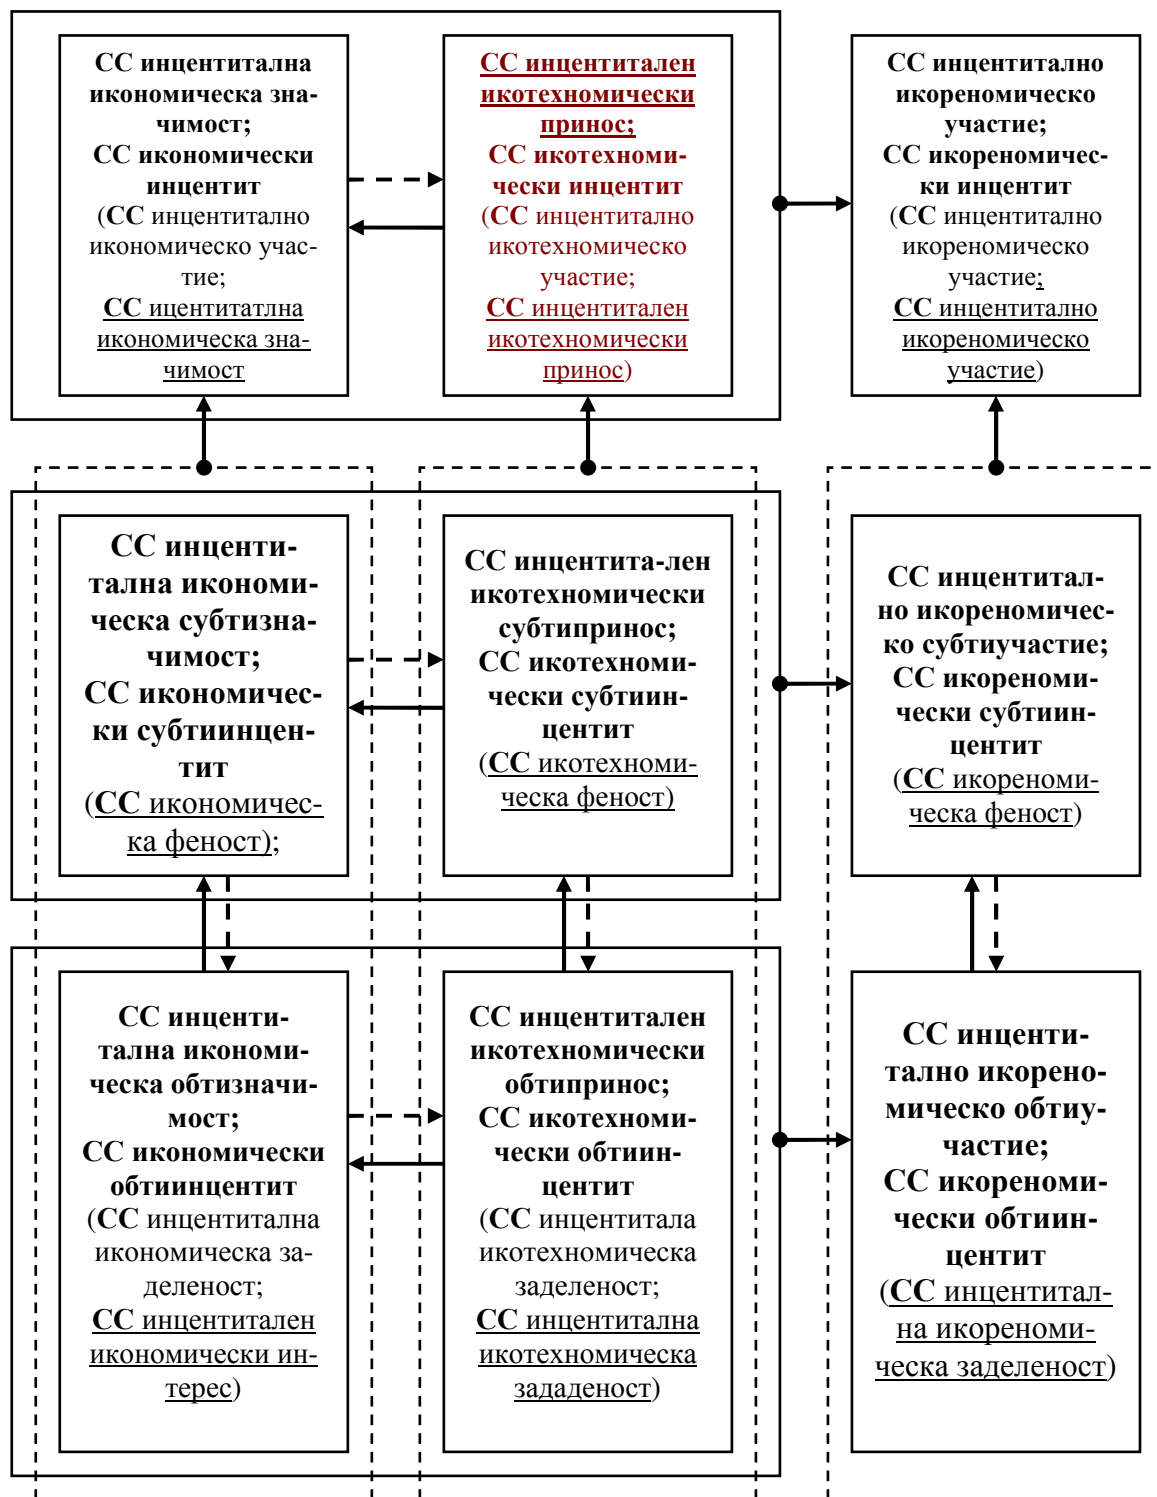 СС инцентитална
икономическа зна-
чимост;
СС икономически
инцентит
(СС инцентитално
икономическо учас-
тие;
СС ицентитатлна
икономическа зна-
чимост
СС инцентитален
икотехномически
принос;
СС икотехноми-
чески инцентит
(СС инцентитално
икотехномическо
участие;
СС инцентитален
икотехномически
принос)
СС инцентитално
икореномическо
участие;
СС икореномичес-
ки инцентит
(СС инцентитално
икореномическо
участие;
СС инцентитално
икореномическо
участие)
СС инценти-
тална икономи-
ческа субтизна-
чимост;
СС икономичес-
ки субтиинцен-
тит
(СС икономичес-
ка феност);
СС инцентита-лен
икотехномически
субтипринос;
СС икотехноми-
чески субтиин-
центит
(СС икотехноми-
ческа феност)
СС инцентитал-
но икореномичес-
ко субтиучастие;
СС икореноми-
чески субтиин-
центит
(СС икореноми-
ческа феност)
СС инценти-
тална икономи-
ческа обтизначи-
мост;
СС икономически
обтиинцентит
(СС инцентитална
икономическа за-
деленост;
СС инцентитален
икономически ин-
терес)
СС инцентитален
икотехномически
обтипринос;
СС икотехноми-
чески обтиин-
центит
(СС инцентитала
икотехномическа
заделеност;
СС инцентитална
икотехномическа
зададеност)
СС инценти-
тално икорено-
мическо обтиу-
частие;
СС икореноми-
чески обтиин-
центит
(СС инцентитал-
на икореноми-
ческа заделеност)